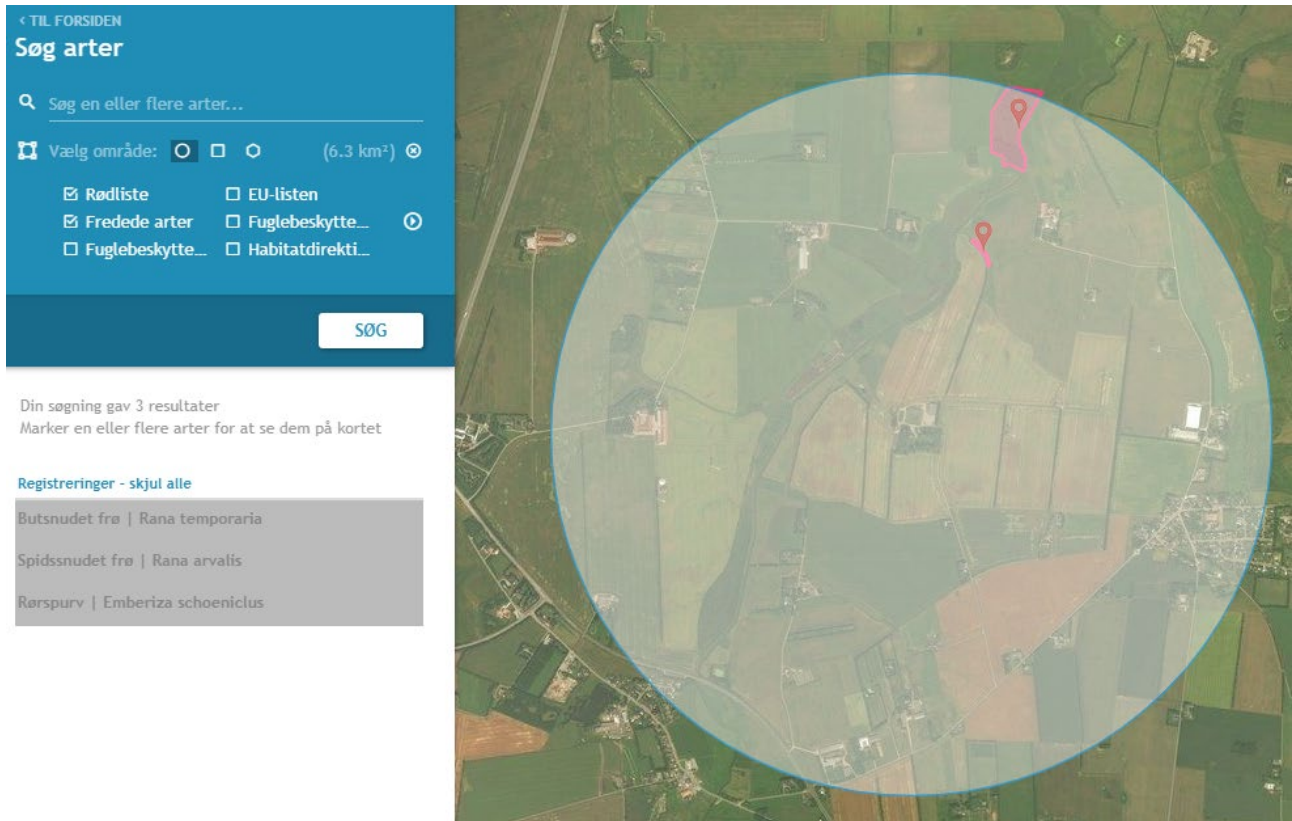 ‹ TIL FORSIDEN
Søg arter
Søg en eller flere arter...
Vælg område: (6.3 km²)
Rødliste EU-listen
Fredede arter Fuglebeskytte...
Fuglebeskytte... Habitatdirekti...
SØG
Din søgning gav 3 resultater
Marker en eller flere arter for at se dem på kortet
Registreringer - skjul alle
Butsnudet frø | Rana temporaria
Spidssnudet frø | Rana arvalis
Rørspurv | Emberiza schoeniclus